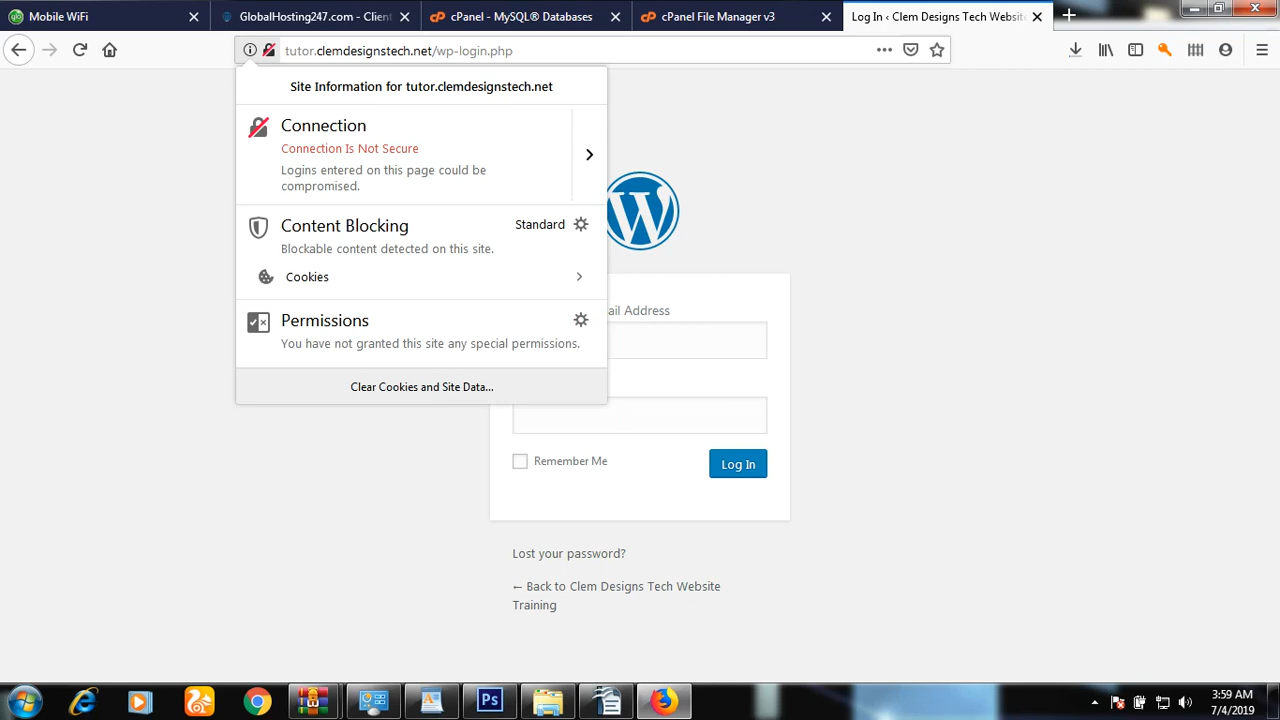 Mobile WiFi
GlobalHosting247.com - Client
cPanel - MySQL® Databases
cPanel File Manager v3
Log In ‹ Clem Designs Tech Website
tutor.clemdesignstech.net/wp-login.php
Site Information for tutor.clemdesignstech.net
Connection
Connection Is Not Secure
Logins entered on this page could be
compromised.
Content Blocking
Standard
Blockable content detected on this site.
Cookies
Permissions
You have not granted this site any special permissions.
Clear Cookies and Site Data...
ail Address
Remember Me
Log In
Lost your password?
← Back to Clem Designs Tech Website
Training
Ps
3:59 AM
7/4/2019